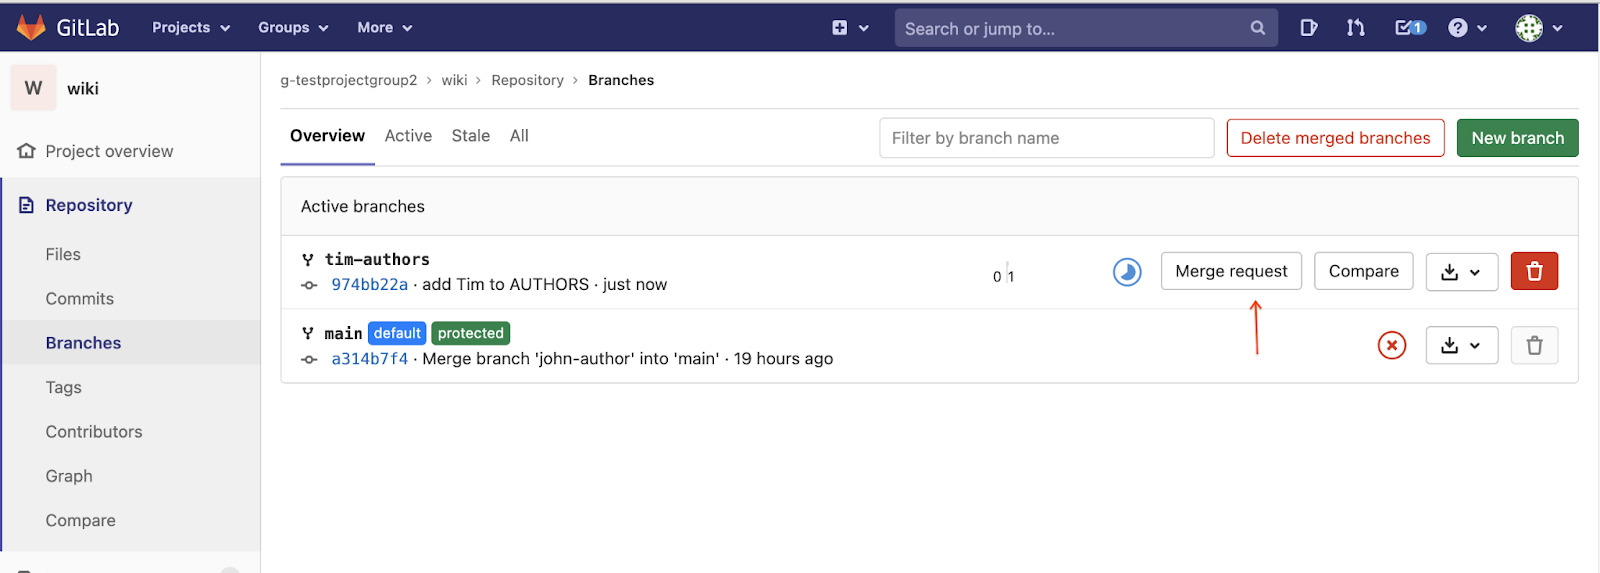 GitLab Projects Groups More Search or jump to... 1
W wiki
g-testprojectgroup2 > wiki > Repository > Branches
Project overview
Repository
Files
Commits
Branches
Tags
Contributors
Graph
Compare
Overview Active Stale All Filter by branch name Delete merged branches New branch
Active branches
tim-authors
974bb22a · add Tim to AUTHORS · just now
0 1 Merge request Compare
main default protected
a314b7f4 · Merge branch 'john-author' into 'main' · 19 hours ago